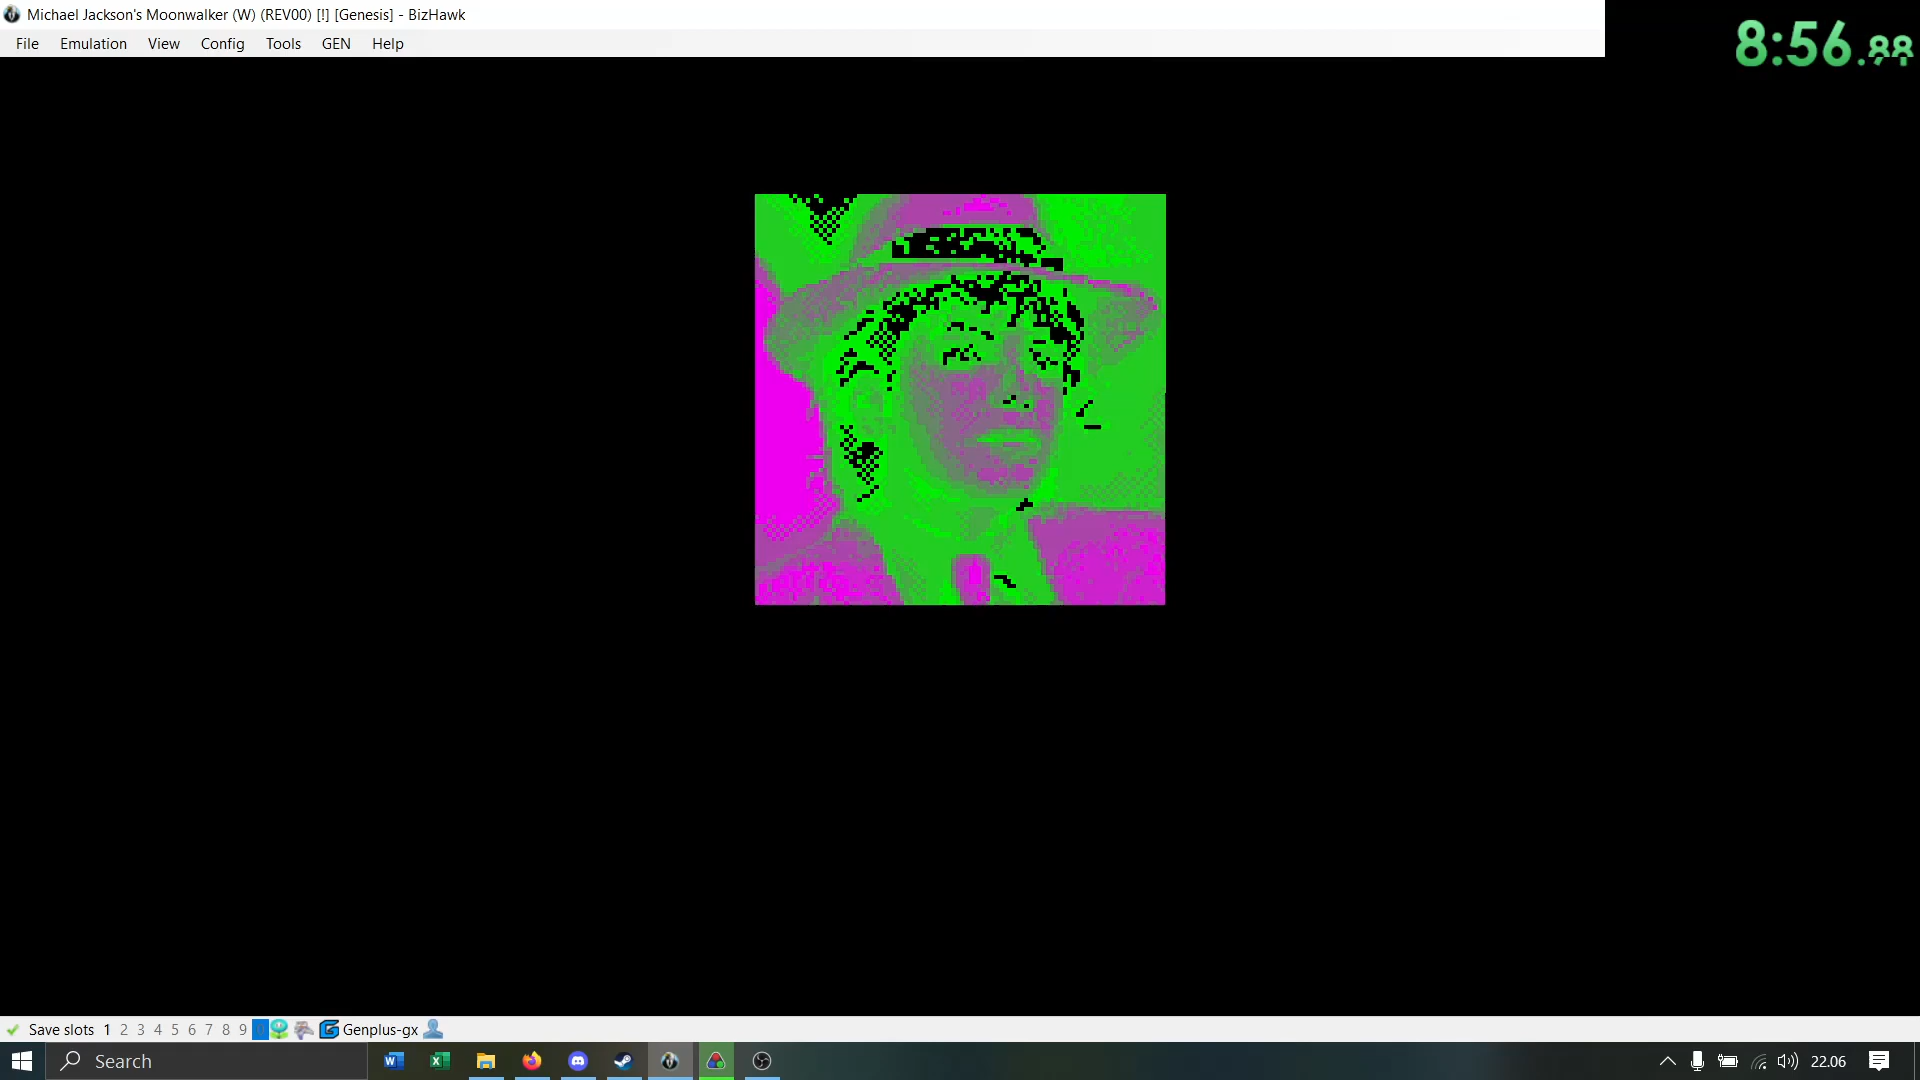 Michael Jackson's Moonwalker (W) (REV00) [!] [Genesis] - BizHawk
8:56.88
File Emulation View Config Tools GEN Help
Save slots 1 2 3 4 5 6 7 8 9 Genplus-gx
Search
22.06